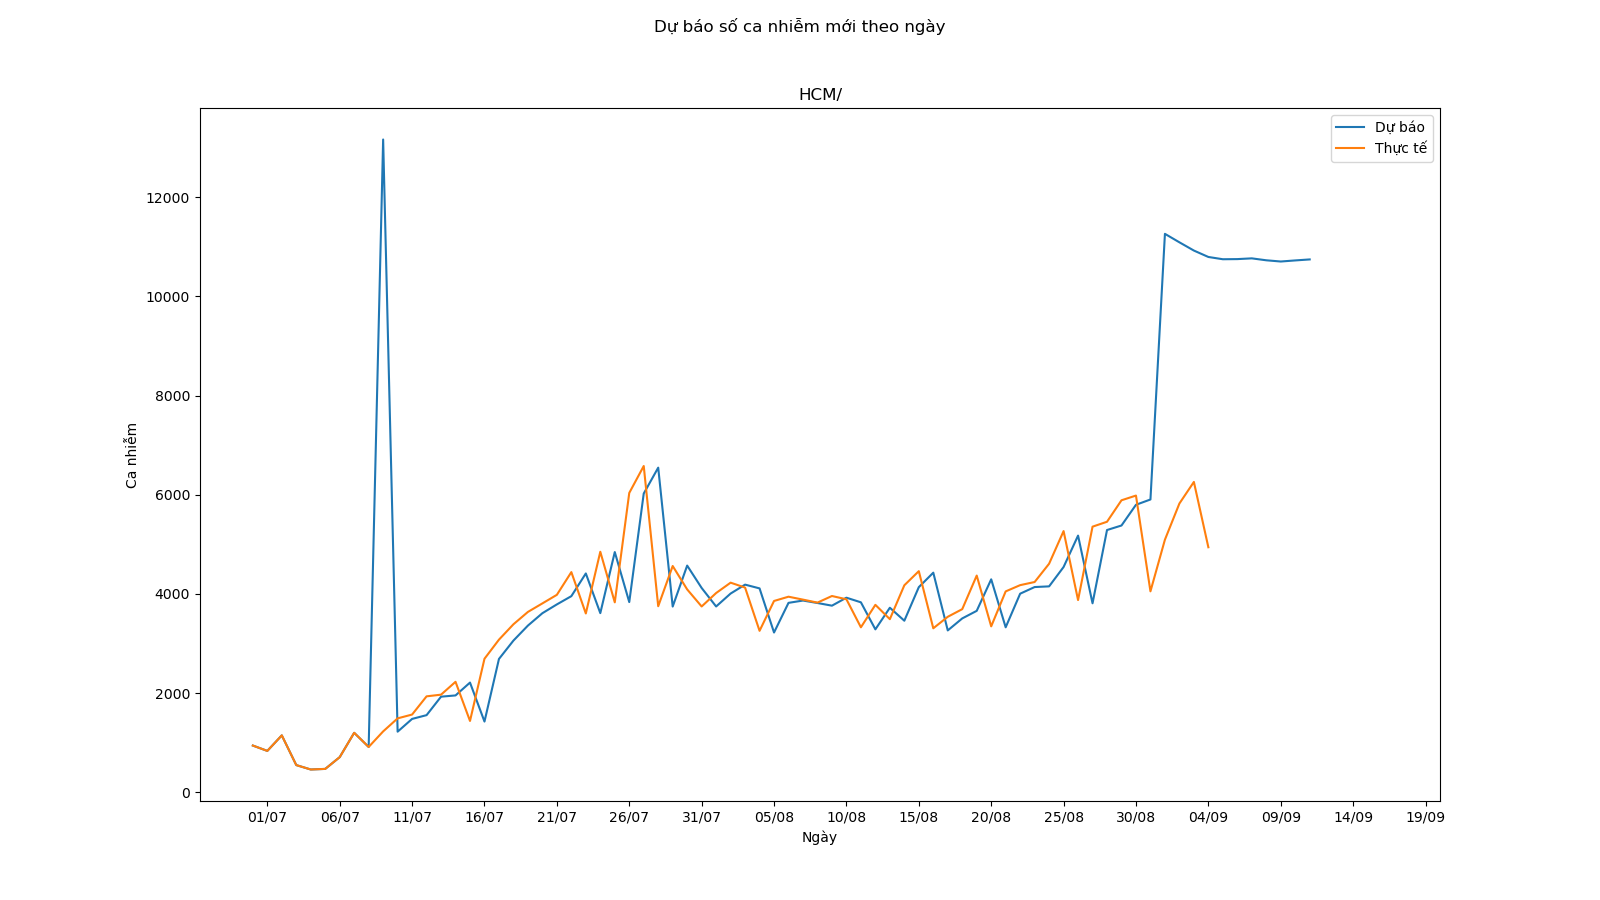 Dự báo số ca nhiễm mới theo ngày
HCM/
Dự báo
Thực tế
12000
10000
8000
6000
4000
2000
0
Ca nhiễm
01/07 06/07 11/07 16/07 21/07 26/07 31/07 05/08 10/08 15/08 20/08 25/08 30/08 04/09 09/09 14/09 19/09
Ngày